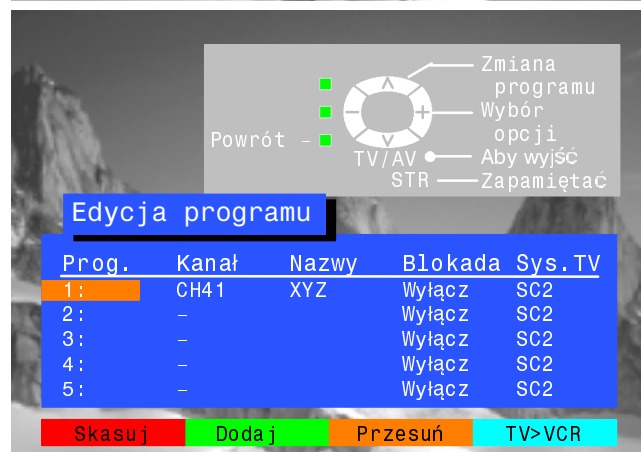 Zmiana
programu
Wybór
opcji
Powrót –
TV/AV
Aby wyjść
STR
Zapamiętać
Edycja programu
Prog. Kanał Nazwy Blokada Sys.TV
1: CH41 XYZ Wyłącz SC2
2: – Wyłącz SC2
3: – Wyłącz SC2
4: – Wyłącz SC2
5: – Wyłącz SC2
Skasuj Dodaj Przesuń TV>VCR